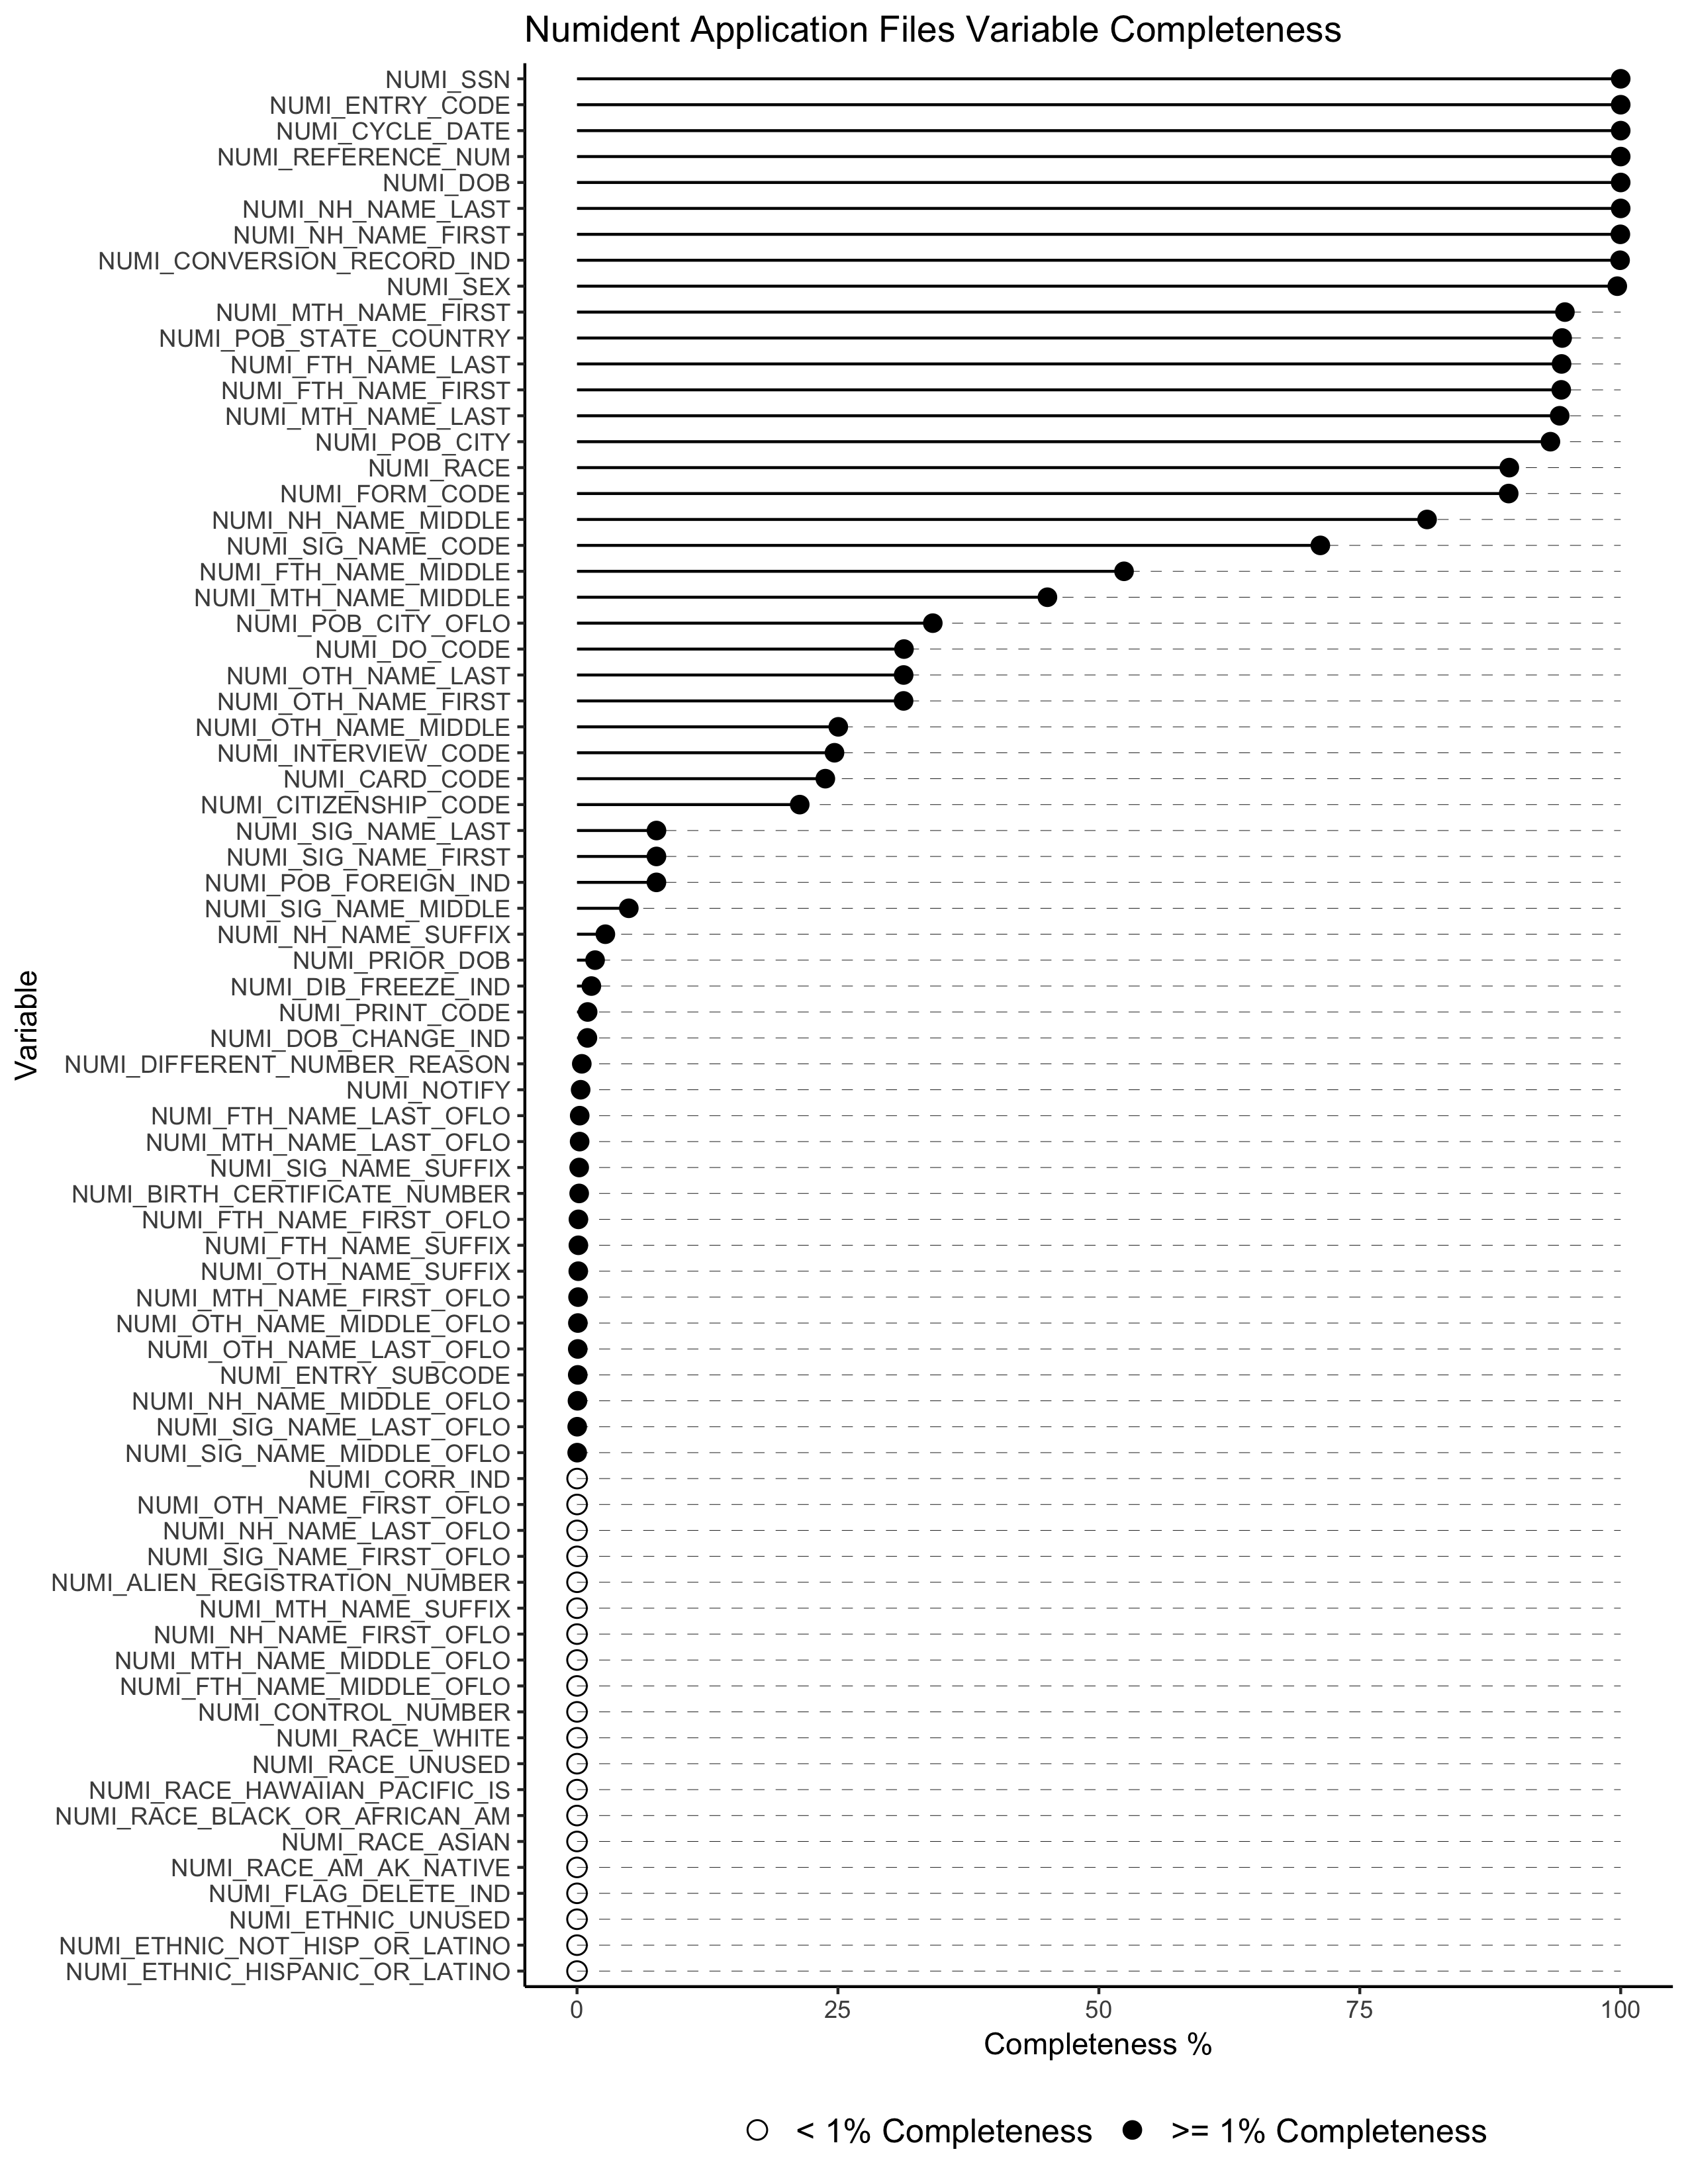 Numident Application Files Variable Completeness
NUMI_SSN
NUMI_ENTRY_CODE
NUMI_CYCLE_DATE
NUMI_REFERENCE_NUM
NUMI_DOB
NUMI_NH_NAME_LAST
NUMI_NH_NAME_FIRST
NUMI_CONVERSION_RECORD_IND
NUMI_SEX
NUMI_MTH_NAME_FIRST
NUMI_POB_STATE_COUNTRY
NUMI_FTH_NAME_LAST
NUMI_FTH_NAME_FIRST
NUMI_MTH_NAME_LAST
NUMI_POB_CITY
NUMI_RACE
NUMI_FORM_CODE
NUMI_NH_NAME_MIDDLE
NUMI_SIG_NAME_CODE
NUMI_FTH_NAME_MIDDLE
NUMI_MTH_NAME_MIDDLE
NUMI_POB_CITY_OFLO
NUMI_DO_CODE
NUMI_OTH_NAME_LAST
NUMI_OTH_NAME_FIRST
NUMI_OTH_NAME_MIDDLE
NUMI_INTERVIEW_CODE
NUMI_CARD_CODE
NUMI_CITIZENSHIP_CODE
NUMI_SIG_NAME_LAST
NUMI_SIG_NAME_FIRST
NUMI_POB_FOREIGN_IND
NUMI_SIG_NAME_MIDDLE
NUMI_NH_NAME_SUFFIX
NUMI_PRIOR_DOB
NUMI_DIB_FREEZE_IND
NUMI_PRINT_CODE
NUMI_DOB_CHANGE_IND
NUMI_DIFFERENT_NUMBER_REASON
NUMI_NOTIFY
NUMI_FTH_NAME_LAST_OFLO
NUMI_MTH_NAME_LAST_OFLO
NUMI_SIG_NAME_SUFFIX
NUMI_BIRTH_CERTIFICATE_NUMBER
NUMI_FTH_NAME_FIRST_OFLO
NUMI_FTH_NAME_SUFFIX
NUMI_OTH_NAME_SUFFIX
NUMI_MTH_NAME_FIRST_OFLO
NUMI_OTH_NAME_MIDDLE_OFLO
NUMI_OTH_NAME_LAST_OFLO
NUMI_ENTRY_SUBCODE
NUMI_NH_NAME_MIDDLE_OFLO
NUMI_SIG_NAME_LAST_OFLO
NUMI_SIG_NAME_MIDDLE_OFLO
NUMI_CORR_IND
NUMI_OTH_NAME_FIRST_OFLO
NUMI_NH_NAME_LAST_OFLO
NUMI_SIG_NAME_FIRST_OFLO
NUMI_ALIEN_REGISTRATION_NUMBER
NUMI_MTH_NAME_SUFFIX
NUMI_NH_NAME_FIRST_OFLO
NUMI_MTH_NAME_MIDDLE_OFLO
NUMI_FTH_NAME_MIDDLE_OFLO
NUMI_CONTROL_NUMBER
NUMI_RACE_WHITE
NUMI_RACE_UNUSED
NUMI_RACE_HAWAIIAN_PACIFIC_IS
NUMI_RACE_BLACK_OR_AFRICAN_AM
NUMI_RACE_ASIAN
NUMI_RACE_AM_AK_NATIVE
NUMI_FLAG_DELETE_IND
NUMI_ETHNIC_UNUSED
NUMI_ETHNIC_NOT_HISP_OR_LATINO
NUMI_ETHNIC_HISPANIC_OR_LATINO
Variable
0 25 50 75 100
Completeness %
< 1% Completeness >= 1% Completeness